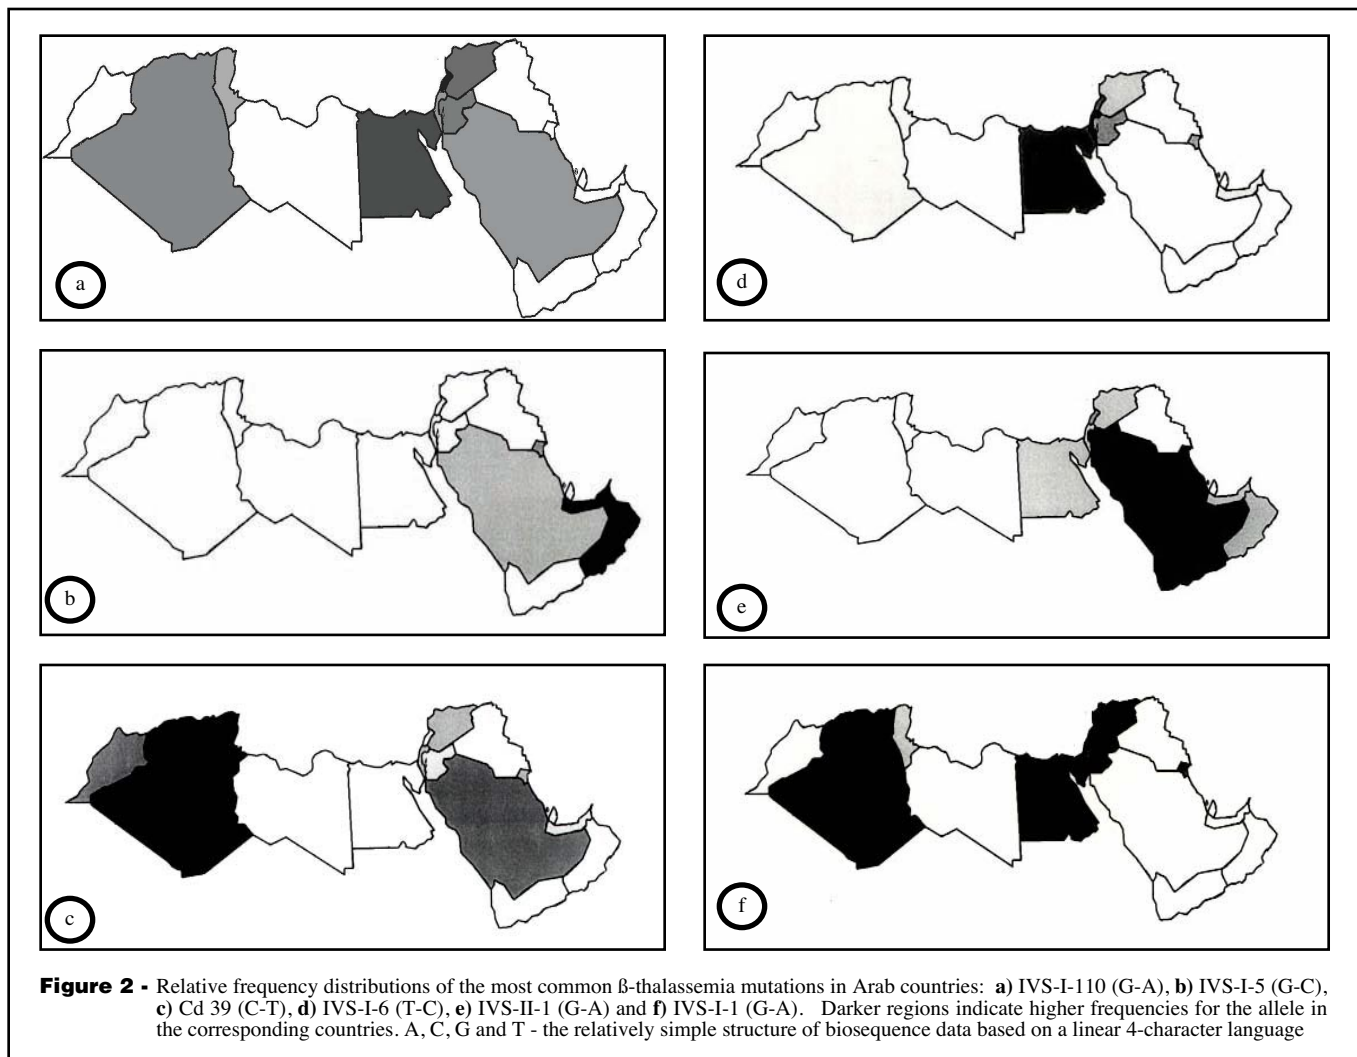 a
d
b
e
c
f
Figure 2 - Relative frequency distributions of the most common ß-thalassemia mutations in Arab countries: a) IVS-I-110 (G-A), b) IVS-I-5 (G-C),
c) Cd 39 (C-T), d) IVS-I-6 (T-C), e) IVS-II-1 (G-A) and f) IVS-I-1 (G-A). Darker regions indicate higher frequencies for the allele in
the corresponding countries. A, C, G and T - the relatively simple structure of biosequence data based on a linear 4-character language